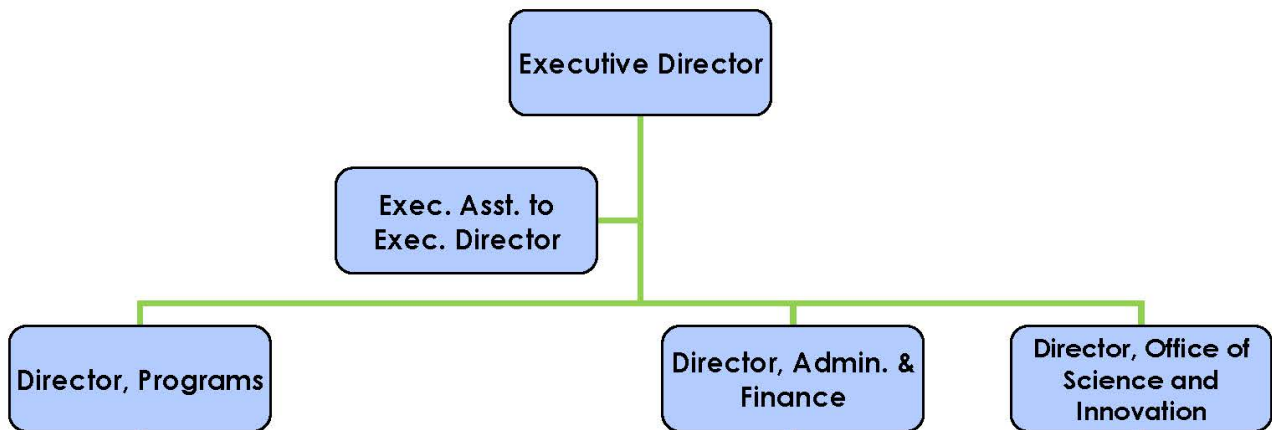 Executive Director
Exec. Asst. to
Exec. Director
Director, Programs
Director, Admin. &
Finance
Director, Office of
Science and
Innovation